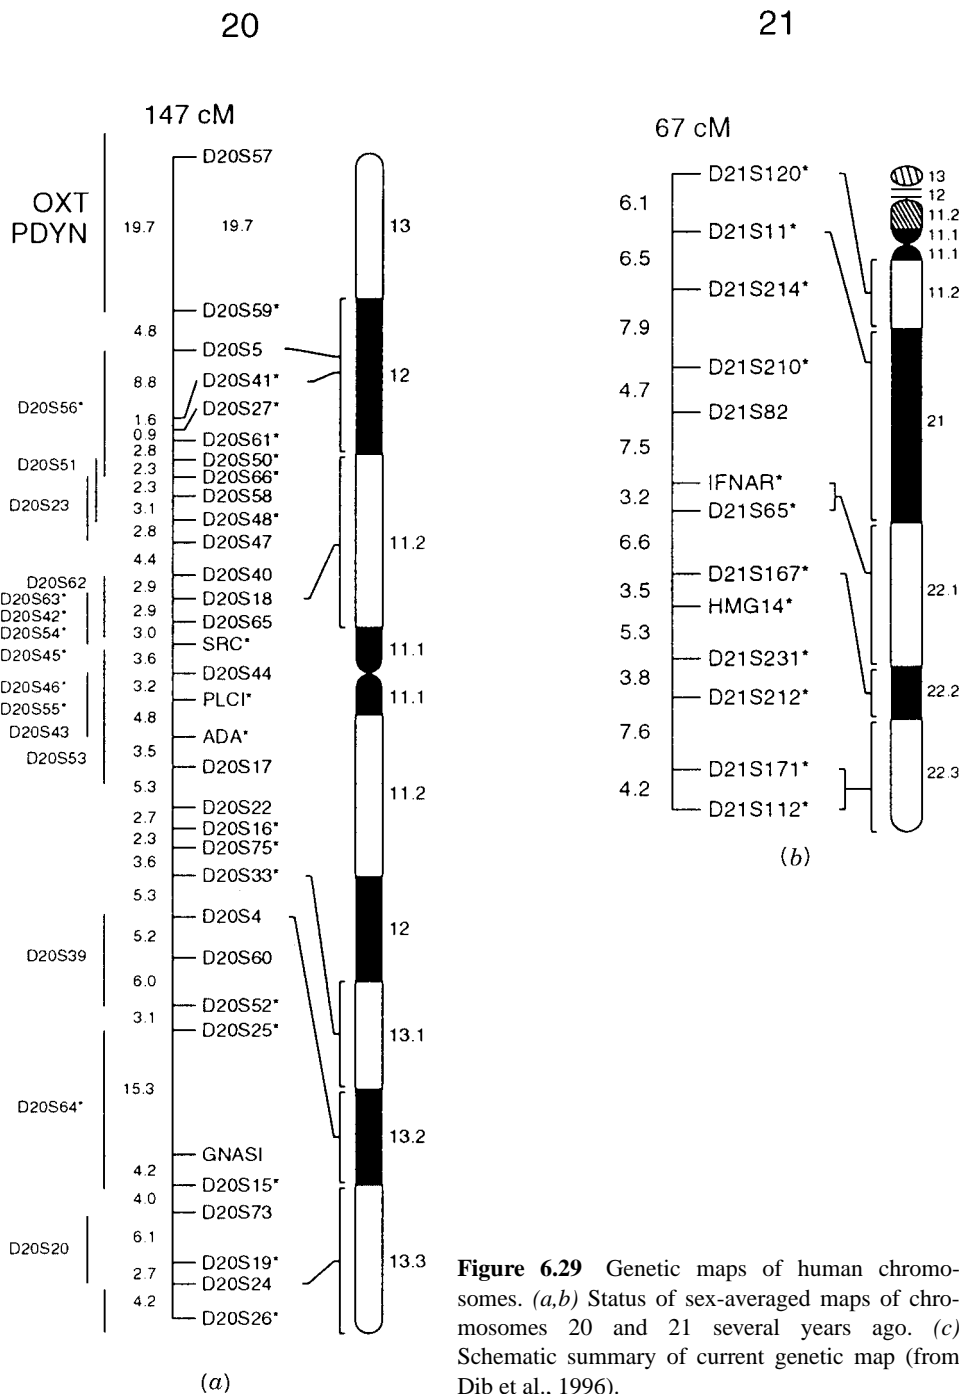 20
147 cM
OXT
PDYN
D20S56*
D20S51
D20S23
D20S62
D20S63*
D20S42*
D20S54*
D20S45*
D20S46*
D20S55*
D20S43
D20S53
D20S39
D20S64*
D20S20
19.7
4.8
8.8
1.6
0.9
2.8
2.3
2.3
3.1
2.8
4.4
2.9
2.9
3.0
3.6
3.2
4.8
3.5
5.3
2.7
2.3
3.6
5.3
5.2
6.0
3.1
15.3
4.2
4.0
6.1
2.7
4.2
D20S57
19.7
D20S59*
D20S5
D20S41*
D20S27*
D20S61*
D20S50*
D20S66*
D20S58
D20S48*
D20S47
D20S40
D20S18
D20S65
SRC*
D20S44
PLCI*
ADA*
D20S17
D20S22
D20S16*
D20S75*
D20S33*
D20S4
D20S60
D20S52*
D20S25*
GNASI
D20S15*
D20S73
D20S19*
D20S24
D20S26*
13
12
11.2
11.1
11.1
11.2
12
13.1
13.2
13.3
(a)
21
67 cM
6.1
6.5
7.9
4.7
7.5
3.2
6.6
3.5
5.3
3.8
7.6
4.2
D21S120*
D21S11*
D21S214*
D21S210*
D21S82
IFNAR*
D21S65*
D21S167*
HMG14*
D21S231*
D21S212*
D21S171*
D21S112*
13
12
11.2
11.1
11.1
11.2
21
22.1
22.2
22.3
(b)
Figure 6.29 Genetic maps of human chromo-
somes. (a,b) Status of sex-averaged maps of chro-
mosomes 20 and 21 several years ago. (c)
Schematic summary of current genetic map (from
Dib et al., 1996).